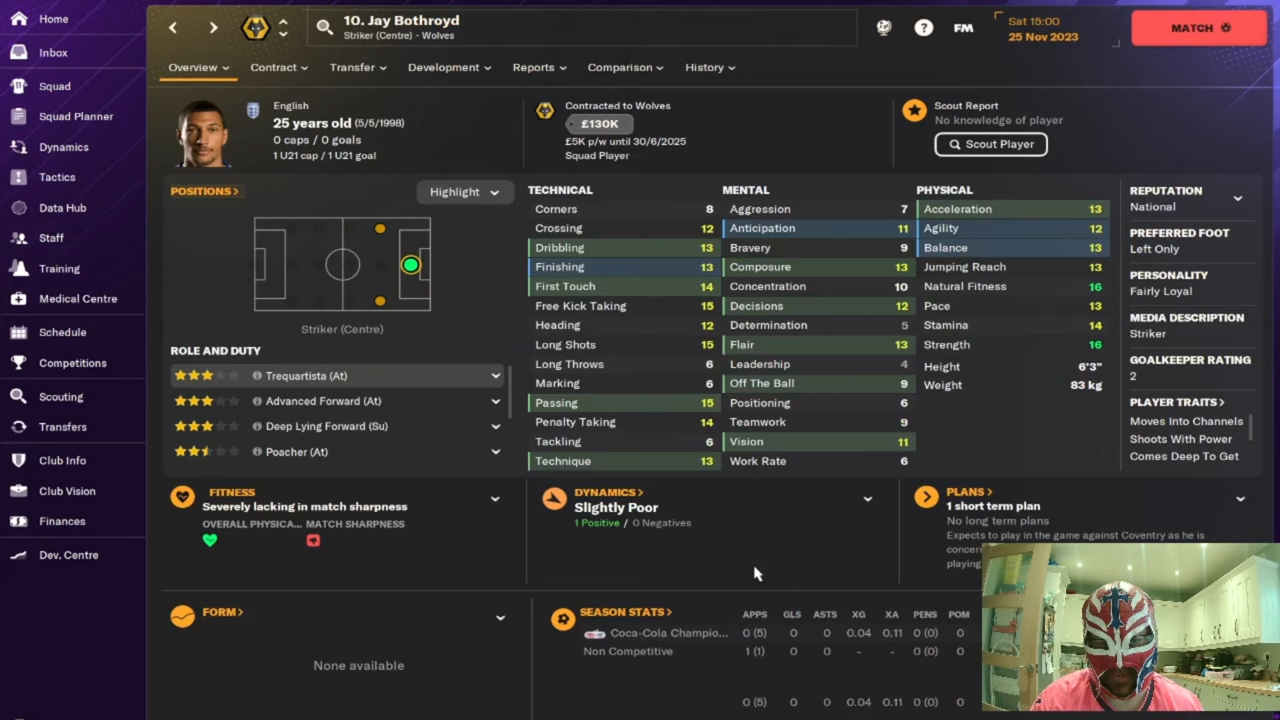 Home
Inbox
Squad
Squad Planner
Dynamics
Tactics
Data Hub
Staff
Training
Medical Centre
Schedule
Competitions
Scouting
Transfers
Club Info
Club Vision
Finances
Dev. Centre
10. Jay Bothroyd
Striker (Centre) - Wolves
?
FM
Sat 15:00
25 Nov 2023
MATCH
Overview
Contract
Transfer
Development
Reports
Comparison
History
English
25 years old (5/5/1998)
0 caps / 0 goals
1 U21 cap / 1 U21 goal
Contracted to Wolves
£130K
£5K p/w until 30/6/2025
Squad Player
Scout Report
No knowledge of player
Scout Player
POSITIONS>
Highlight
Striker (Centre)
ROLE AND DUTY
Trequartista (At)
Advanced Forward (At)
Deep Lying Forward (Su)
Poacher (At)
TECHNICAL
Corners 8
Crossing 12
Dribbling 13
Finishing 13
First Touch 14
Free Kick Taking 15
Heading 12
Long Shots 15
Long Throws 6
Marking 6
Passing 15
Penalty Taking 14
Tackling 6
Technique 13
MENTAL
Aggression 7
Anticipation 11
Bravery 9
Composure 13
Concentration 10
Decisions 12
Determination 5
Flair 13
Leadership 4
Off The Ball 9
Positioning 6
Teamwork 9
Vision 11
Work Rate 6
PHYSICAL
Acceleration 13
Agility 12
Balance 13
Jumping Reach 13
Natural Fitness 16
Pace 13
Stamina 14
Strength 16
Height 6'3"
Weight 83 kg
REPUTATION
National
PREFERRED FOOT
Left Only
PERSONALITY
Fairly Loyal
MEDIA DESCRIPTION
Striker
GOALKEEPER RATING
2
PLAYER TRAITS>
Moves Into Channels
Shoots With Power
Comes Deep To Get
FITNESS
Severely lacking in match sharpness
OVERALL PHYSICA... MATCH SHARPNESS
DYNAMICS>
Slightly Poor
1 Positive / 0 Negatives
PLANS>
1 short term plan
No long term plans
Expects to play in the game against Coventry as he is
concer
playing
FORM>
None available
SEASON STATS> APPS GLS ASTS XG XA PENS POM
Coca-Cola Champio... 0 (5) 0 0 0.04 0.11 0 (0) 0
Non Competitive 1 (1) 0 0 - - 0 (0) 0
0 (5) 0 0 0.04 0.11 0 (0) 0